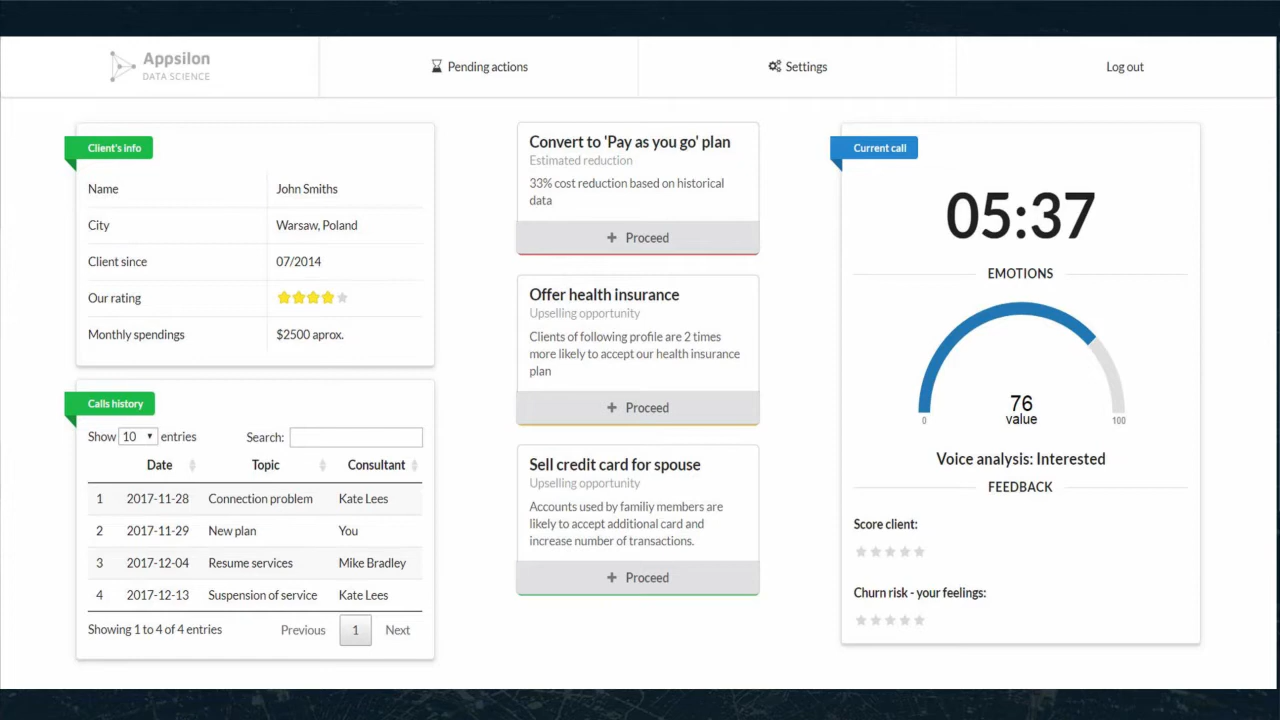 Appsilon
DATA SCIENCE
Pending actions
Settings
Log out
Client's info
Name John Smiths
City Warsaw, Poland
Client since 07/2014
Our rating
Monthly spendings $2500 aprox.
Calls history
Show 10 entries Search:
Date Topic Consultant
1 2017-11-28 Connection problem Kate Lees
2 2017-11-29 New plan You
3 2017-12-04 Resume services Mike Bradley
4 2017-12-13 Suspension of service Kate Lees
Showing 1 to 4 of 4 entries Previous 1 Next
Convert to 'Pay as you go' plan
Estimated reduction
33% cost reduction based on historical
data
Proceed
Offer health insurance
Upselling opportunity
Clients of following profile are 2 times
more likely to accept our health insurance
plan
Proceed
Sell credit card for spouse
Upselling opportunity
Accounts used by familiy members are
likely to accept additional card and
increase number of transactions.
Proceed
Current call
05:37
EMOTIONS
76
value
0 100
Voice analysis: Interested
FEEDBACK
Score client:
Churn risk - your feelings: